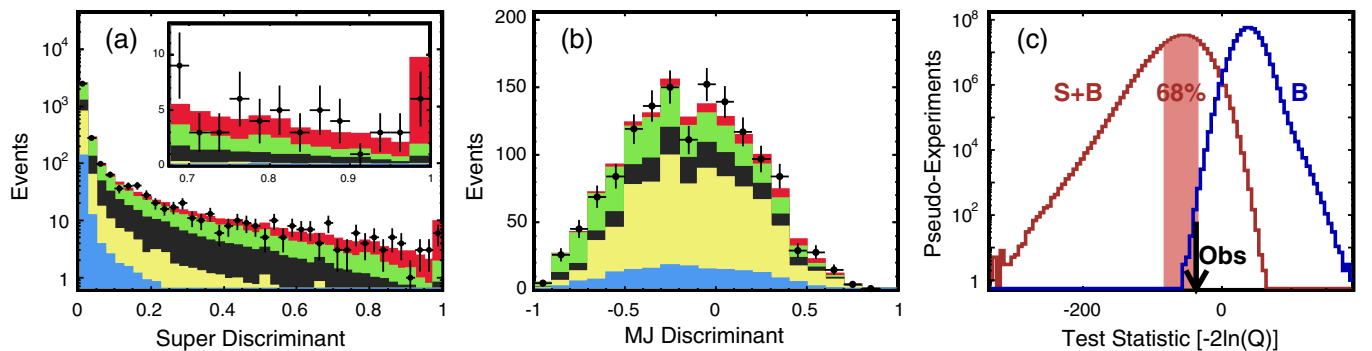 (a)
Events
10⁴
10³
10²
10
1
0 0.2 0.4 0.6 0.8 1
Super Discriminant
10
5
0
0.7 0.8 0.9 1
(b)
Events
200
150
100
50
0
-1 -0.5 0 0.5 1
MJ Discriminant
(c)
Pseudo-Experiments
10⁸
10⁶
10⁴
10²
1
S+B 68% B
Obs
-200 0
Test Statistic [-2ln(Q)]